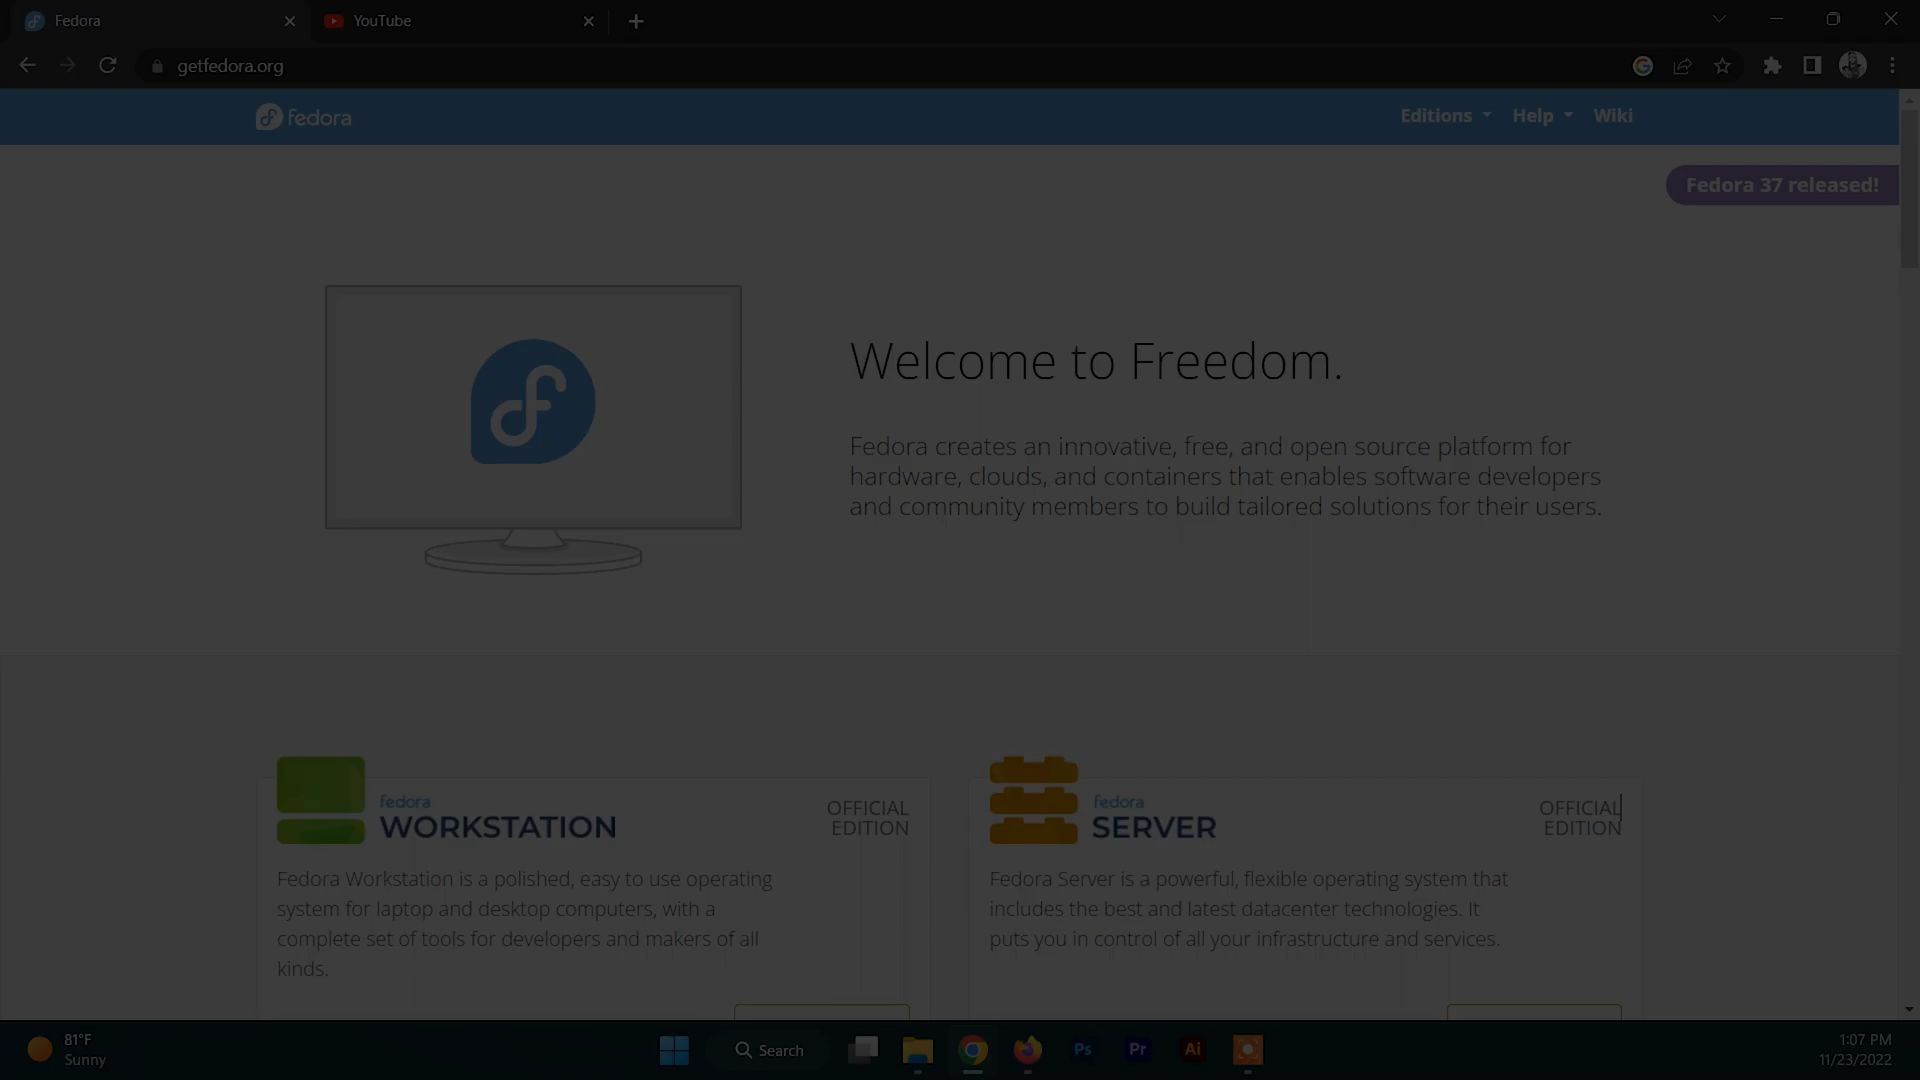 Fedora
YouTube
getfedora.org
fedora
Editions
Help
Wiki
Fedora 37 released!
Welcome to Freedom.
Fedora creates an innovative, free, and open source platform for
hardware, clouds, and containers that enables software developers
and community members to build tailored solutions for their users.
fedora
WORKSTATION
OFFICIAL
EDITION
Fedora Workstation is a polished, easy to use operating
system for laptop and desktop computers, with a
complete set of tools for developers and makers of all
kinds.
fedora
SERVER
OFFICIAL
EDITION
Fedora Server is a powerful, flexible operating system that
includes the best and latest datacenter technologies. It
puts you in control of all your infrastructure and services.
81°F
Sunny
Search
Ps
Pr
Ai
1:07 PM
11/23/2022